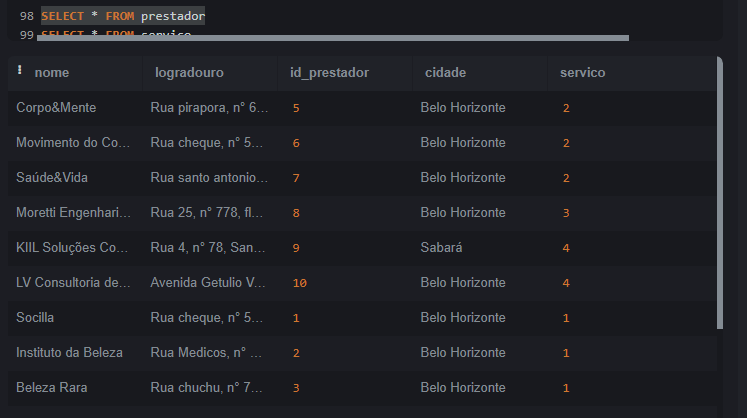 98 SELECT * FROM prestador
99 SELECT * FROM servico
nome logradouro id_prestador cidade servico
Corpo&Mente Rua pirapora, n° 6... 5 Belo Horizonte 2
Movimento do Co... Rua cheque, n° 5... 6 Belo Horizonte 2
Saúde&Vida Rua santo antonio... 7 Belo Horizonte 2
Moretti Engenhari... Rua 25, n° 778, fl... 8 Belo Horizonte 3
KIIL Soluções Co... Rua 4, n° 78, San... 9 Sabará 4
LV Consultoria de... Avenida Getulio V... 10 Belo Horizonte 4
Socilla Rua cheque, n° 5... 1 Belo Horizonte 1
Instituto da Beleza Rua Medicos, n° ... 2 Belo Horizonte 1
Beleza Rara Rua chuchu, n° 7... 3 Belo Horizonte 1